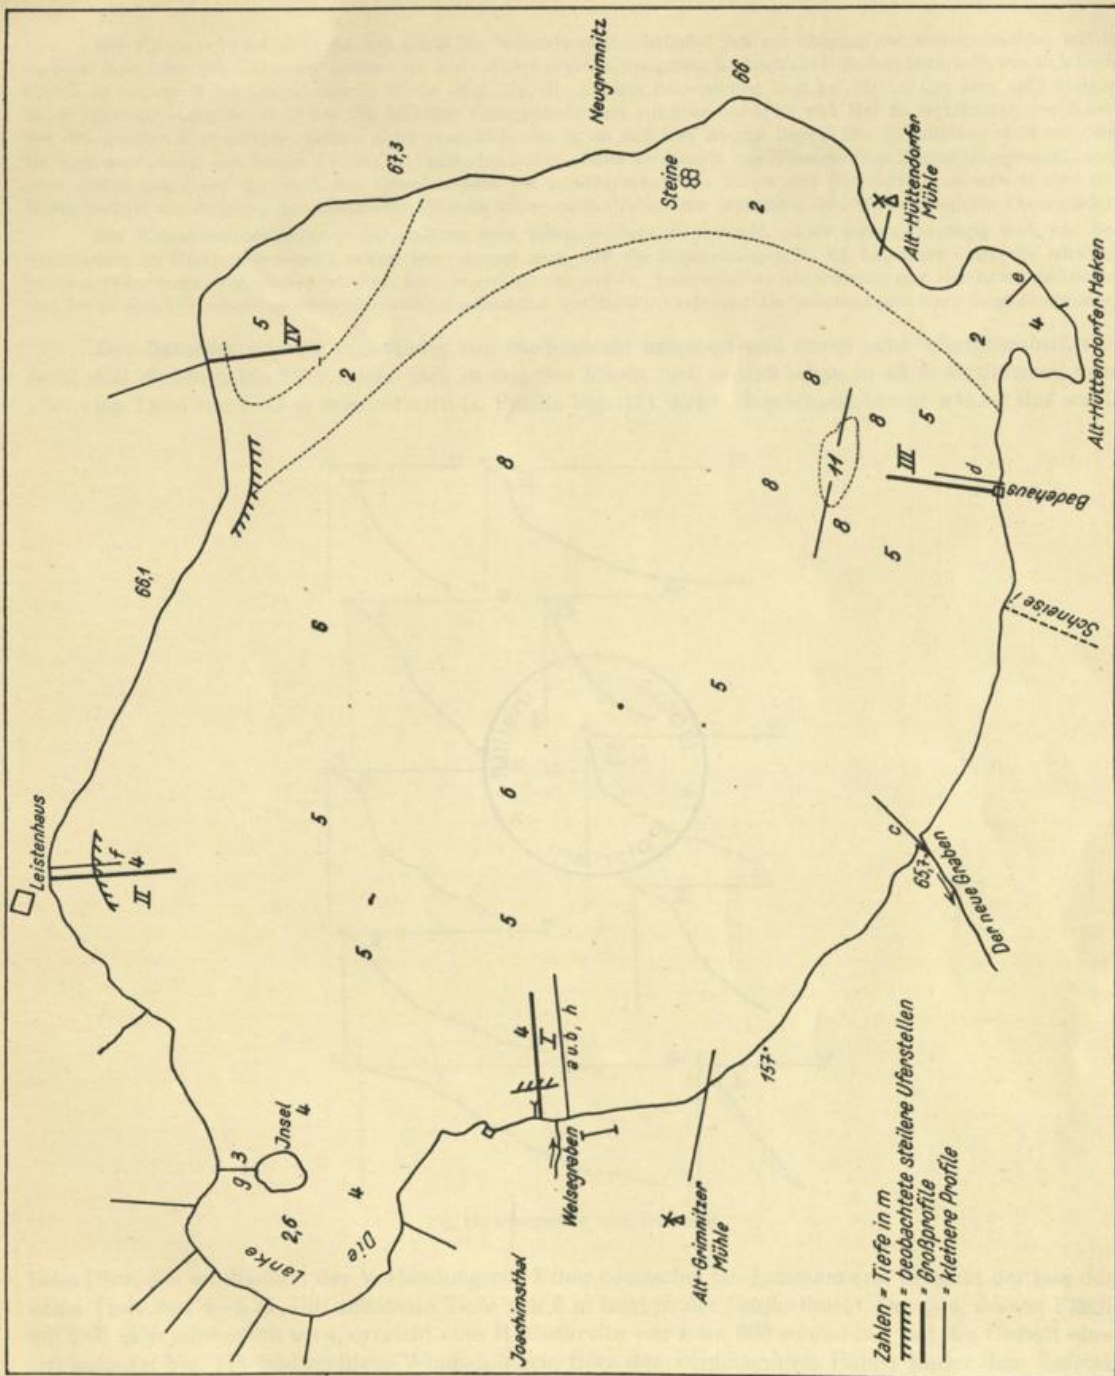 Leistenhaus
f
4
II
66,1
5
IV
67,3
Neugrimnitz
2
Steine
66
2
8
8
8
11
8
8
5
III
d
5
Badehaus
Alt-Hüttendorfer
Mühle
2
4
e
Alt-Hüttendorfer Haken
Schneise i
6
5
5
6
5
5
4
I
a u. b, h
Welsegraben
Joachimsthal
Insel
4
3
g
2,6
4
Die
Lanke
Alt-Grimnitzer
Mühle
157°
c
65,7
Der neue Graben
Zahlen = Tiefe in m
= beobachtete steilere Uferstellen
= Großprofile
= kleinere Profile